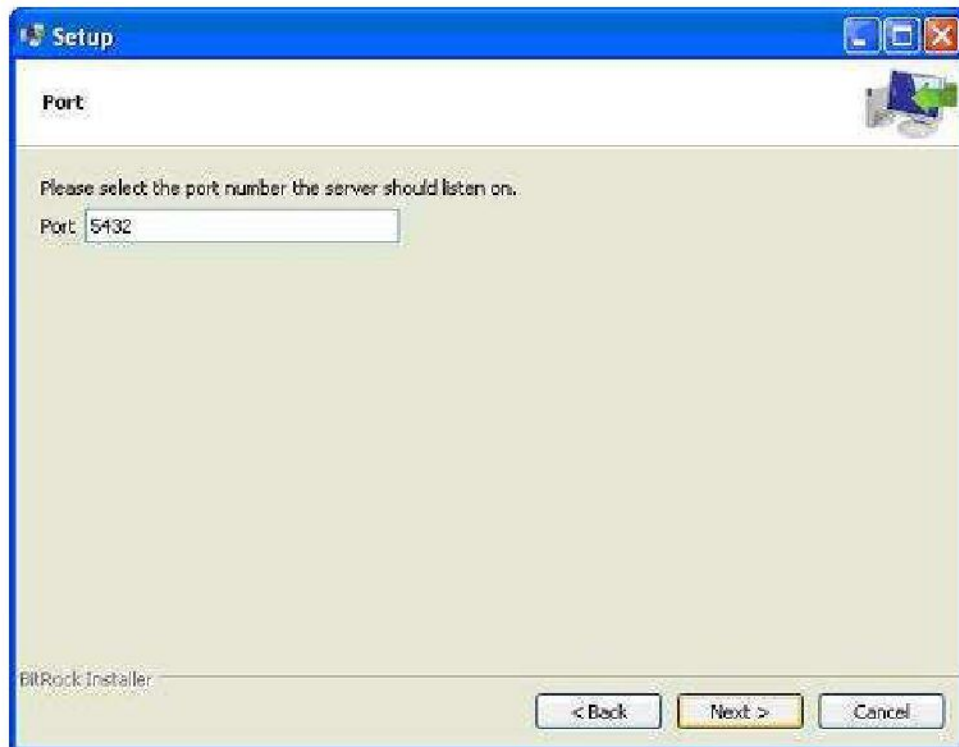 Setup
Port
Please select the port number the server should listen on.
Port 5432
BitRock Installer
< Back Next > Cancel